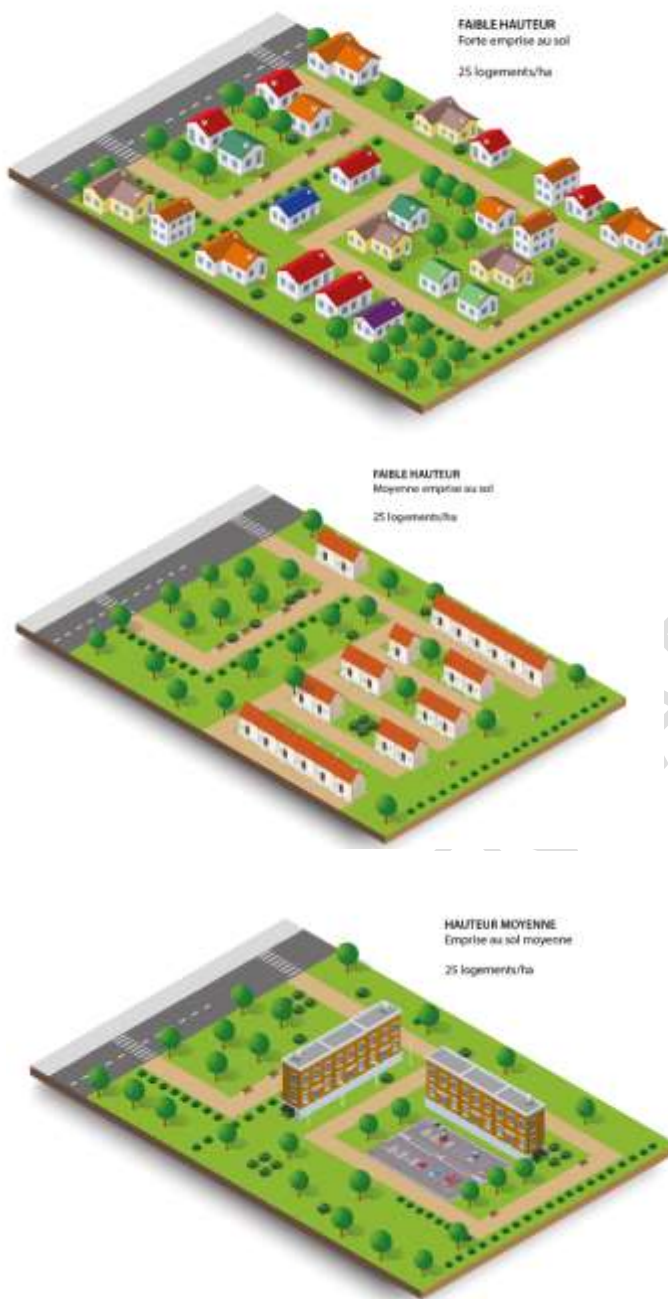 FAIBLE HAUTEUR
Forte emprise au sol
25 logements/ha
FAIBLE HAUTEUR
Moyenne emprise au sol
25 logements/ha
HAUTEUR MOYENNE
Emprise au sol moyenne
25 logements/ha